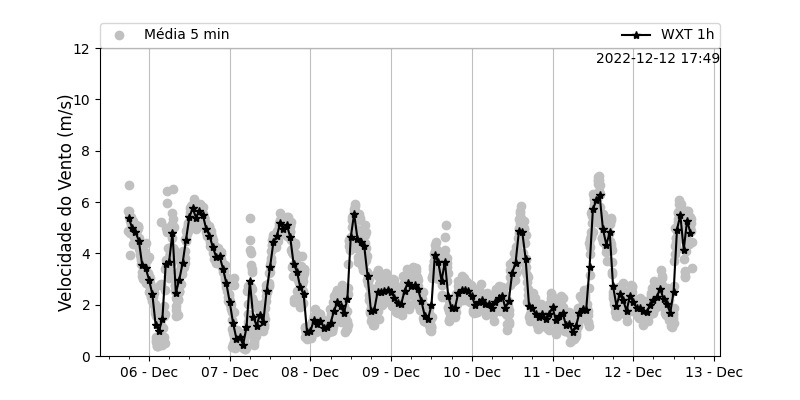 Média 5 min
WXT 1h
2022-12-12 17:49
Velocidade do Vento (m/s)
12
10
8
6
4
2
0
06 - Dec 07 - Dec 08 - Dec 09 - Dec 10 - Dec 11 - Dec 12 - Dec 13 - Dec